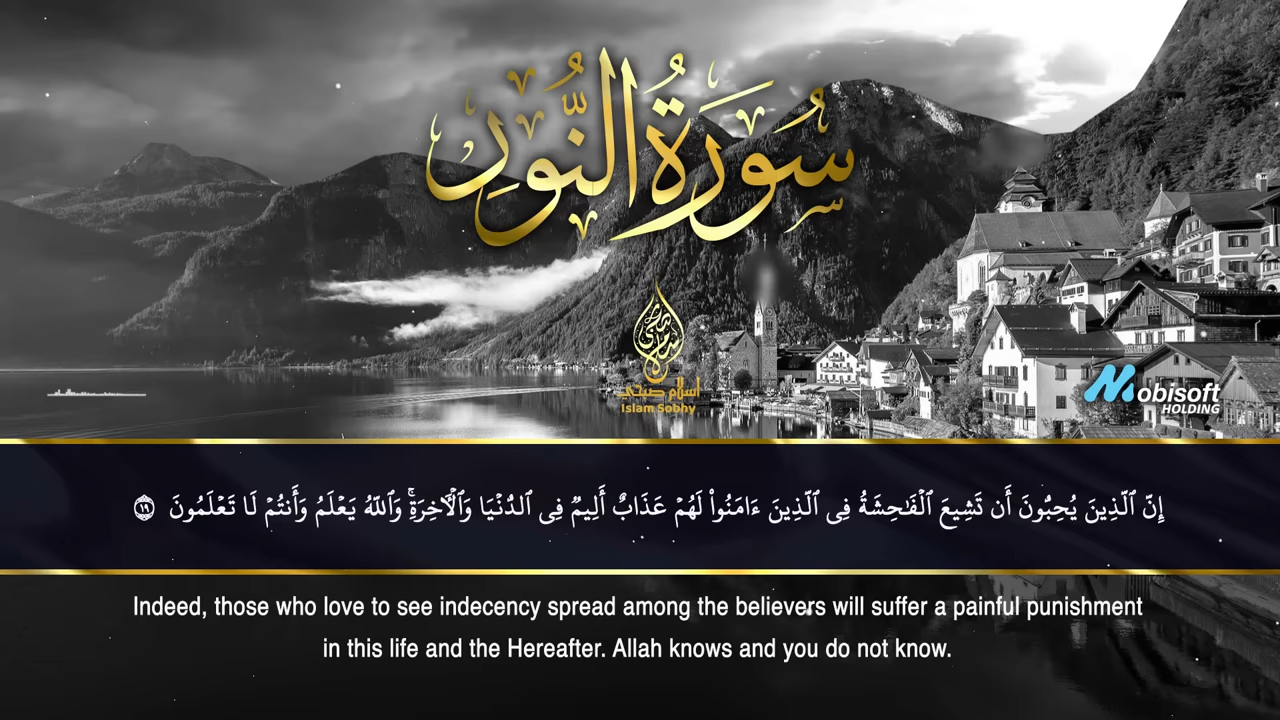 سُورَةُ النُّورِ
اسلام صبحي
Islam Sobhy
Mobisoft
HOLDING
إِنَّ ٱلَّذِينَ يُحِبُّونَ أَن تَشِيعَ ٱلْفَـٰحِشَةُ فِى ٱلَّذِينَ ءَامَنُوا۟ لَهُمْ عَذَابٌ أَلِيمٌ فِى ٱلدُّنْيَا وَٱلْـَٔاخِرَةِ ۚ وَٱللَّهُ يَعْلَمُ وَأَنتُمْ لَا تَعْلَمُونَ ١٩
Indeed, those who love to see indecency spread among the believers will suffer a painful punishment
in this life and the Hereafter. Allah knows and you do not know.